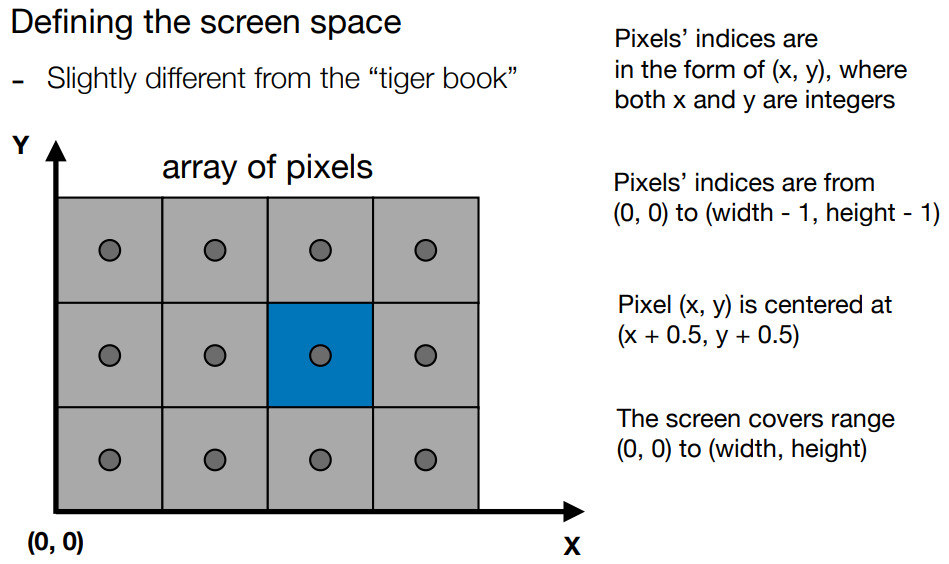 Defining the screen space
- Slightly different from the “tiger book”
Y
array of pixels
(0, 0)
X
Pixels’ indices are
in the form of (x, y), where
both x and y are integers
Pixels’ indices are from
(0, 0) to (width - 1, height - 1)
Pixel (x, y) is centered at
(x + 0.5, y + 0.5)
The screen covers range
(0, 0) to (width, height)